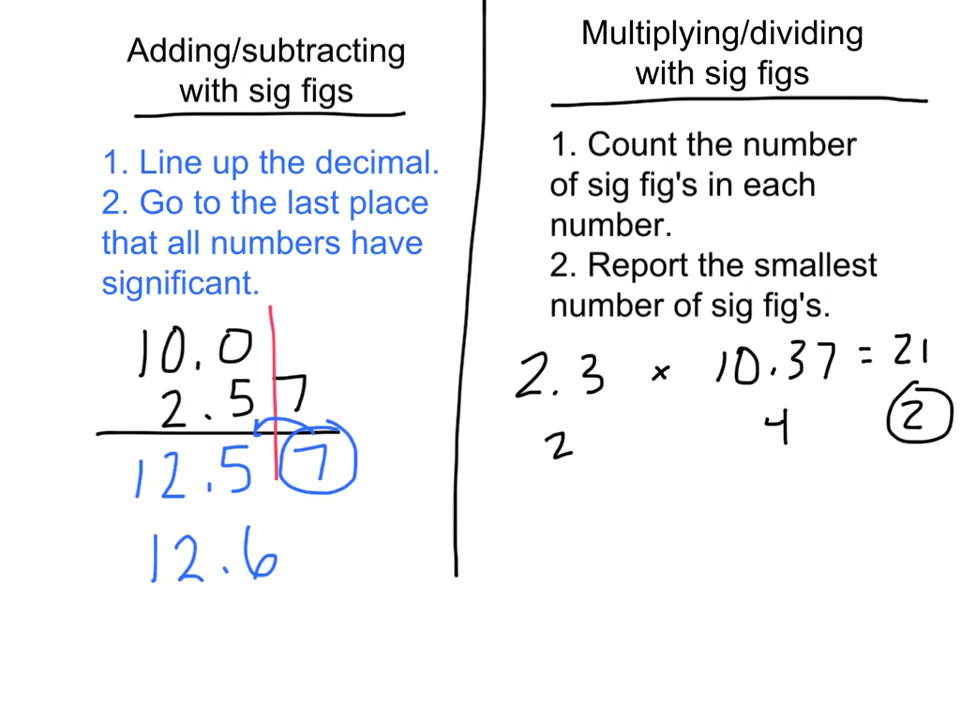 Adding/subtracting
with sig figs
1. Line up the decimal.
2. Go to the last place
that all numbers have
significant.
10.0
2.57
12.57
12.6
Multiplying/dividing
with sig figs
1. Count the number
of sig fig's in each
number.
2. Report the smallest
number of sig fig's.
2.3 × 10.37 = 21
2 4 2